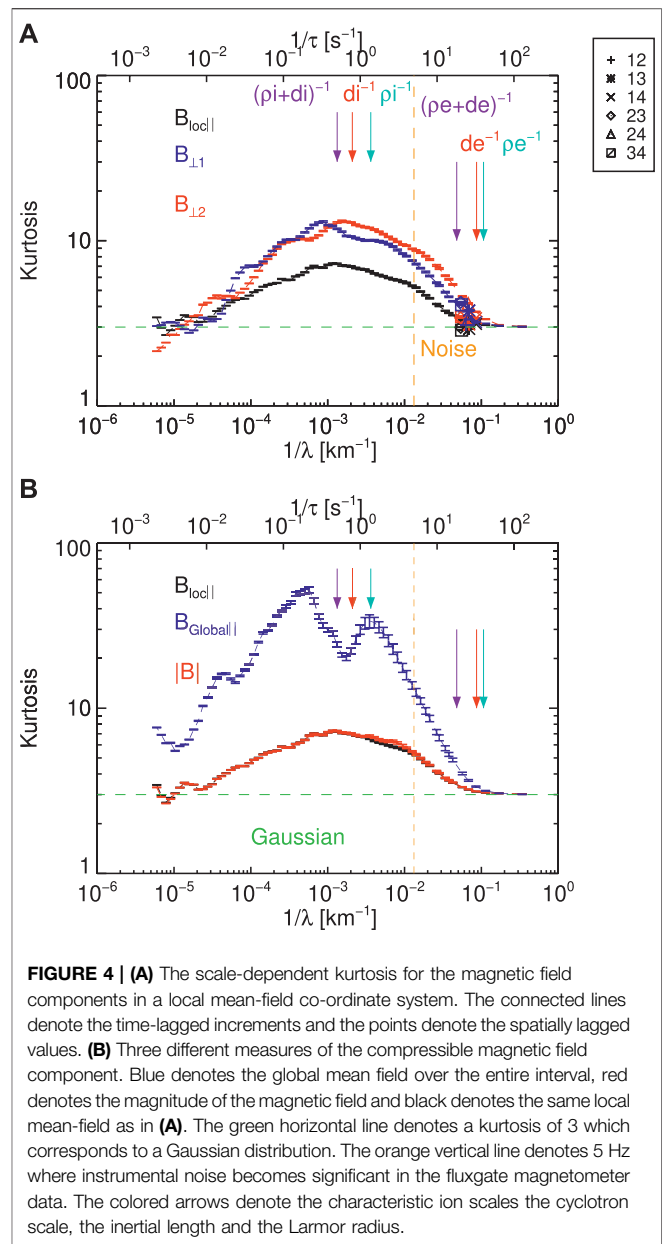 A
1/τ [s⁻¹]
10⁻³ 10⁻² 10⁻¹ 10⁰ 10¹ 10²
100
(ρi+di)⁻¹ di⁻¹ ρi⁻¹ (ρe+de)⁻¹
de⁻¹ ρe⁻¹
B loc||
B⊥1
B⊥2
Kurtosis
10
Noise
1
10⁻⁶ 10⁻⁵ 10⁻⁴ 10⁻³ 10⁻² 10⁻¹ 10⁰
1/λ [km⁻¹]
12
13
14
23
24
34
B
1/τ [s⁻¹]
10⁻³ 10⁻² 10⁻¹ 10⁰ 10¹ 10²
100
B loc||
B Global||
|B|
Kurtosis
10
Gaussian
1
10⁻⁶ 10⁻⁵ 10⁻⁴ 10⁻³ 10⁻² 10⁻¹ 10⁰
1/λ [km⁻¹]
FIGURE 4 | (A) The scale-dependent kurtosis for the magnetic field
components in a local mean-field co-ordinate system. The connected lines
denote the time-lagged increments and the points denote the spatially lagged
values. (B) Three different measures of the compressible magnetic field
component. Blue denotes the global mean field over the entire interval, red
denotes the magnitude of the magnetic field and black denotes the same local
mean-field as in (A). The green horizontal line denotes a kurtosis of 3 which
corresponds to a Gaussian distribution. The orange vertical line denotes 5 Hz
where instrumental noise becomes significant in the fluxgate magnetometer
data. The colored arrows denote the characteristic ion scales the cyclotron
scale, the inertial length and the Larmor radius.